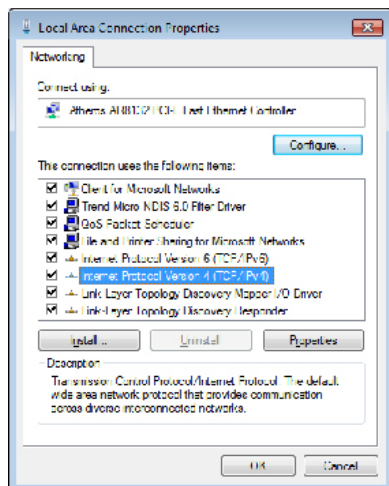 Local Area Connection Properties
Networking
Connect using:
Atheros AR8132 PCI-E Fast Ethernet Controller
Configure...
This connection uses the following items:
Client for Microsoft Networks
Trend Micro NDIS 6.0 Filter Driver
QoS Packet Scheduler
File and Printer Sharing for Microsoft Networks
Internet Protocol Version 6 (TCP/IPv6)
Internet Protocol Version 4 (TCP/IPv4)
Link-Layer Topology Discovery Mapper I/O Driver
Link-Layer Topology Discovery Responder
Install...
Uninstall
Properties
Description
Transmission Control Protocol/Internet Protocol. The default
wide area network protocol that provides communication
across diverse interconnected networks.
OK
Cancel